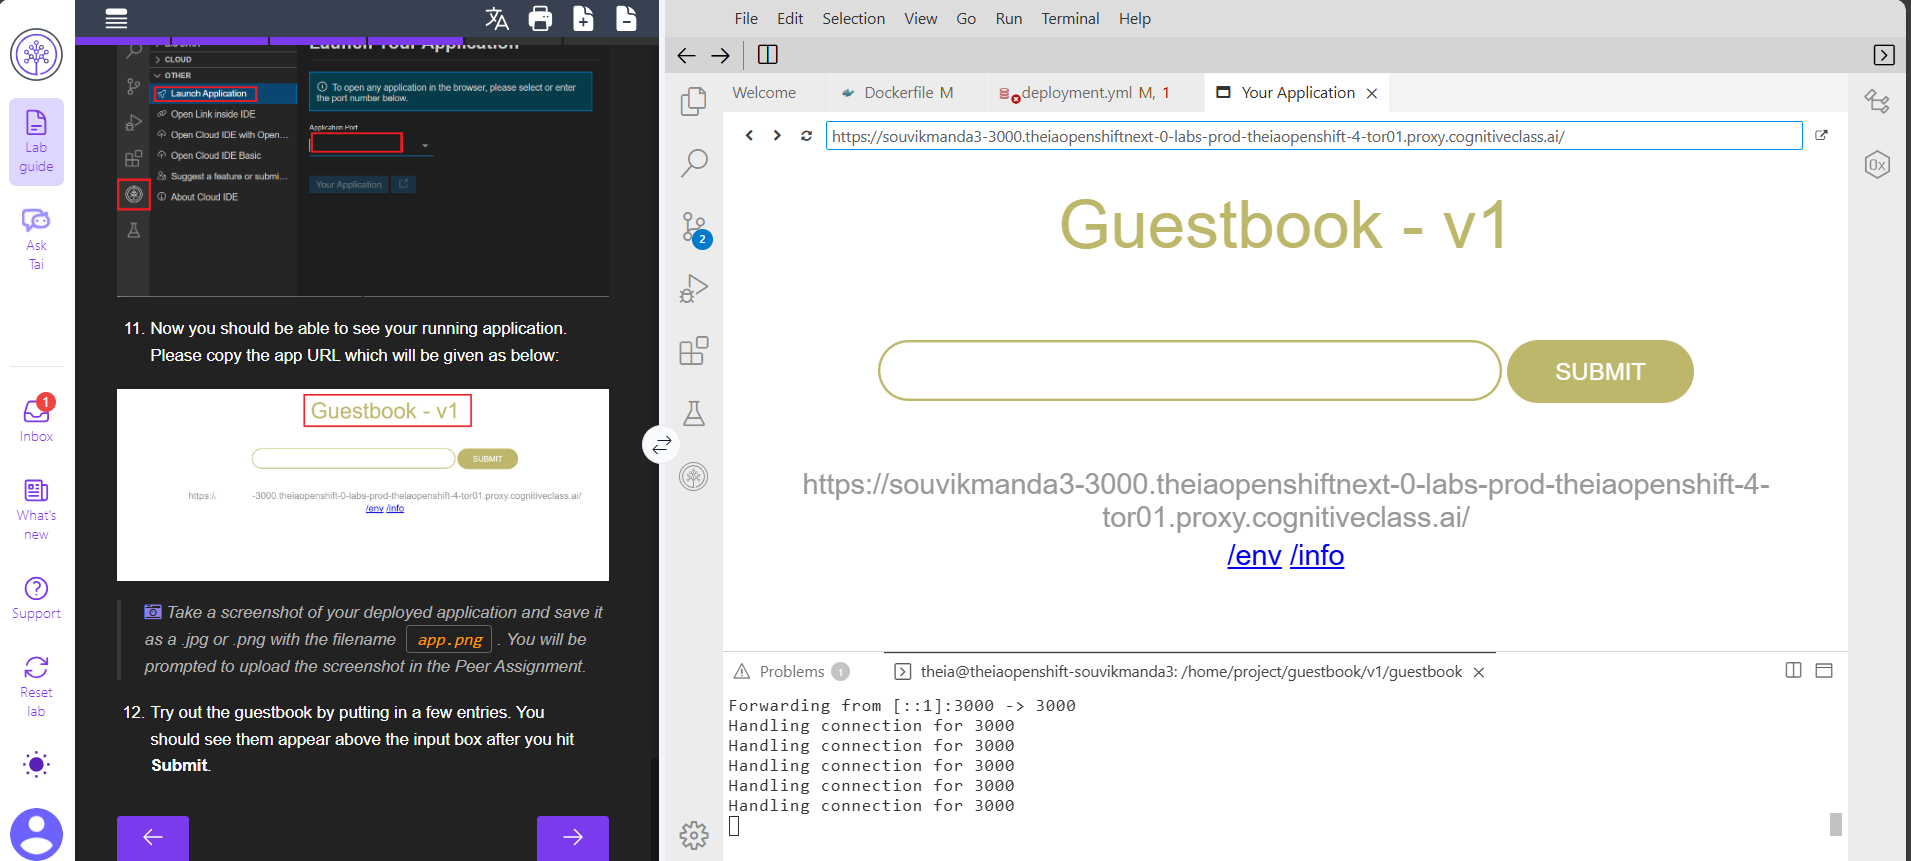 Lab
guide
Ask
Tai
1
Inbox
What's
new
Support
Reset
lab
CLOUD
OTHER
Launch Application
Open Link inside IDE
Open Cloud IDE with Open...
Open Cloud IDE Basic
Suggest a feature or submi...
About Cloud IDE
Launch Your Application
To open any application in the browser, please select or enter
the port number below.
Application Port
Your Application
11. Now you should be able to see your running application.
Please copy the app URL which will be given as below:
Guestbook - v1
SUBMIT
https:/
-3000.theiaopenshift-0-labs-prod-theiaopenshift-4-tor01.proxy.cognitiveclass.ai/
/env /info
Take a screenshot of your deployed application and save it
as a .jpg or .png with the filename app.png . You will be
prompted to upload the screenshot in the Peer Assignment.
12. Try out the guestbook by putting in a few entries. You
should see them appear above the input box after you hit
Submit.
File Edit Selection View Go Run Terminal Help
Welcome Dockerfile M deployment.yml M, 1 Your Application
https://souvikmanda3-3000.theiaopenshiftnext-0-labs-prod-theiaopenshift-4-tor01.proxy.cognitiveclass.ai/
2
0x
Guestbook - v1
SUBMIT
https://souvikmanda3-3000.theiaopenshiftnext-0-labs-prod-theiaopenshift-4-
tor01.proxy.cognitiveclass.ai/
/env /info
Problems 1 theia@theiaopenshift-souvikmanda3: /home/project/guestbook/v1/guestbook
Forwarding from [::1]:3000 -> 3000
Handling connection for 3000
Handling connection for 3000
Handling connection for 3000
Handling connection for 3000
Handling connection for 3000